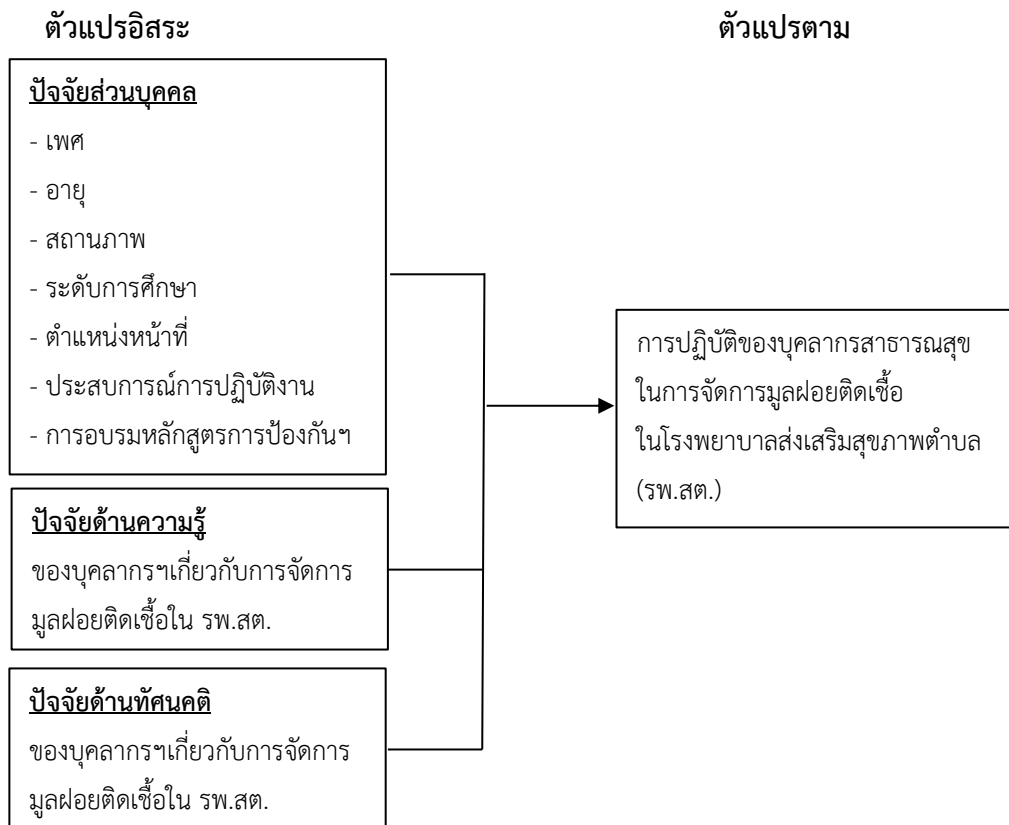 ตัวแปรอิสระ
ตัวแปรตาม
ปัจจัยส่วนบุคคล
- เพศ
- อายุ
- สถานภาพ
- ระดับการศึกษา
- ตำแหน่งหน้าที่
- ประสบการณ์การปฏิบัติงาน
- การอบรมหลักสูตรการป้องกันฯ
ปัจจัยด้านความรู้
ของบุคลากรฯเกี่ยวกับการจัดการ
มูลฝอยติดเชื้อใน รพ.สต.
ปัจจัยด้านทัศนคติ
ของบุคลากรฯเกี่ยวกับการจัดการ
มูลฝอยติดเชื้อใน รพ.สต.
การปฏิบัติของบุคลากรสาธารณสุข
ในการจัดการมูลฝอยติดเชื้อ
ในโรงพยาบาลส่งเสริมสุขภาพตำบล
(รพ.สต.)